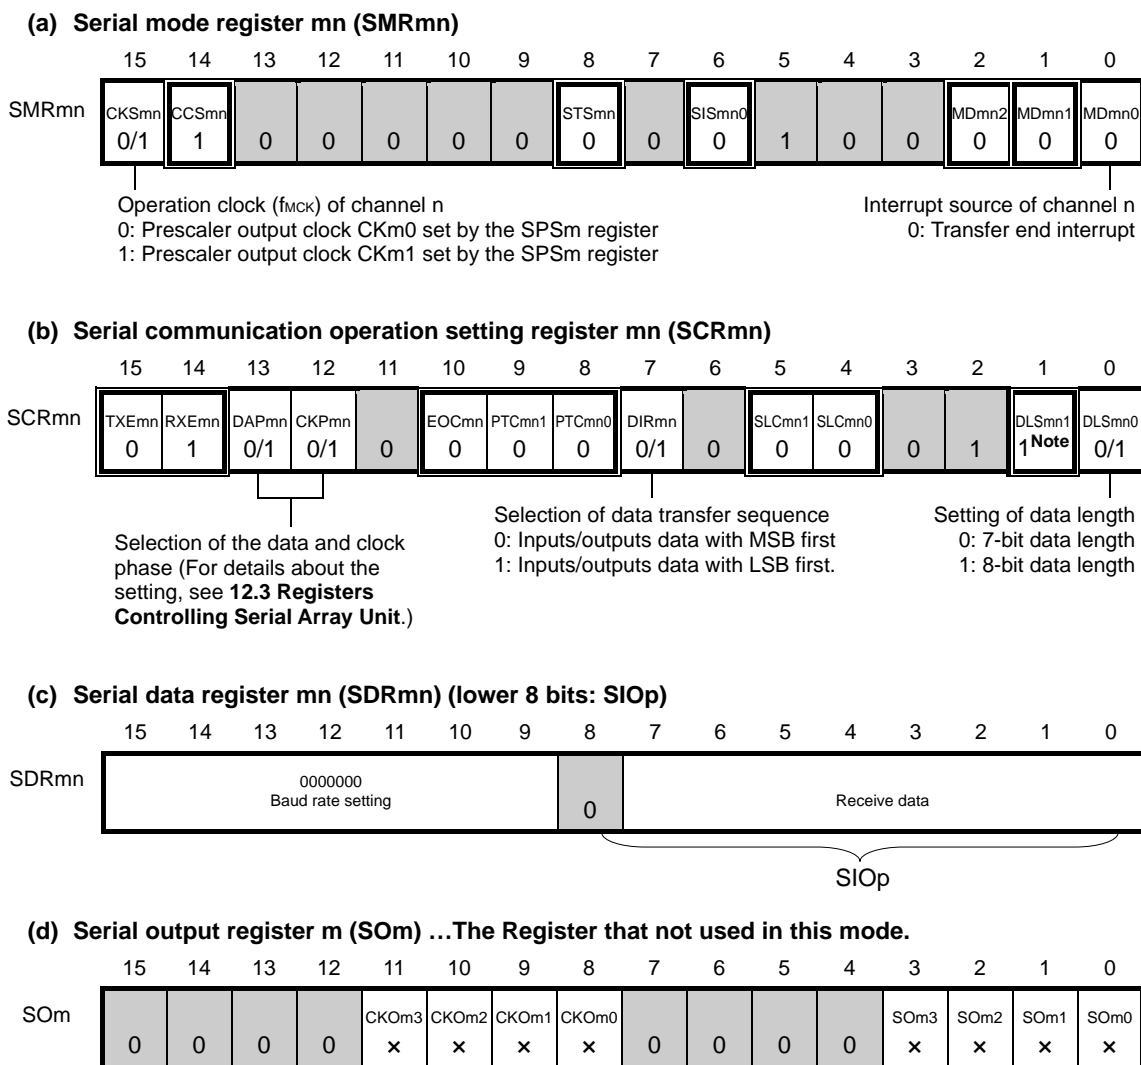 (a) Serial mode register mn (SMRmn)
15 14 13 12 11 10 9 8 7 6 5 4 3 2 1 0
SMRmn
CKSmn CCSmn STSmn SISmn0 MDmn2 MDmn1 MDmn0
0/1 1 0 0 0 0 0 0 0 0 1 0 0 0 0 0
Operation clock (fMCK) of channel n
0: Prescaler output clock CKm0 set by the SPSm register
1: Prescaler output clock CKm1 set by the SPSm register
Interrupt source of channel n
0: Transfer end interrupt
(b) Serial communication operation setting register mn (SCRmn)
15 14 13 12 11 10 9 8 7 6 5 4 3 2 1 0
SCRmn
TXEmn RXEmn DAPmn CKPmn EOCmn PTCmn1 PTCmn0 DIRmn SLCmn1 SLCmn0 DLSmn1 DLSmn0
0 1 0/1 0/1 0 0 0 0 0/1 0 0 0 0 1 1Note 0/1
Selection of the data and clock
phase (For details about the
setting, see 12.3 Registers
Controlling Serial Array Unit.)
Selection of data transfer sequence
0: Inputs/outputs data with MSB first
1: Inputs/outputs data with LSB first.
Setting of data length
0: 7-bit data length
1: 8-bit data length
(c) Serial data register mn (SDRmn) (lower 8 bits: SIOp)
15 14 13 12 11 10 9 8 7 6 5 4 3 2 1 0
SDRmn
0000000
Baud rate setting
0
Receive data
SIOp
(d) Serial output register m (SOm) …The Register that not used in this mode.
15 14 13 12 11 10 9 8 7 6 5 4 3 2 1 0
SOm
CKOm3 CKOm2 CKOm1 CKOm0 SOm3 SOm2 SOm1 SOm0
0 0 0 0 × × × × 0 0 0 0 × × × ×